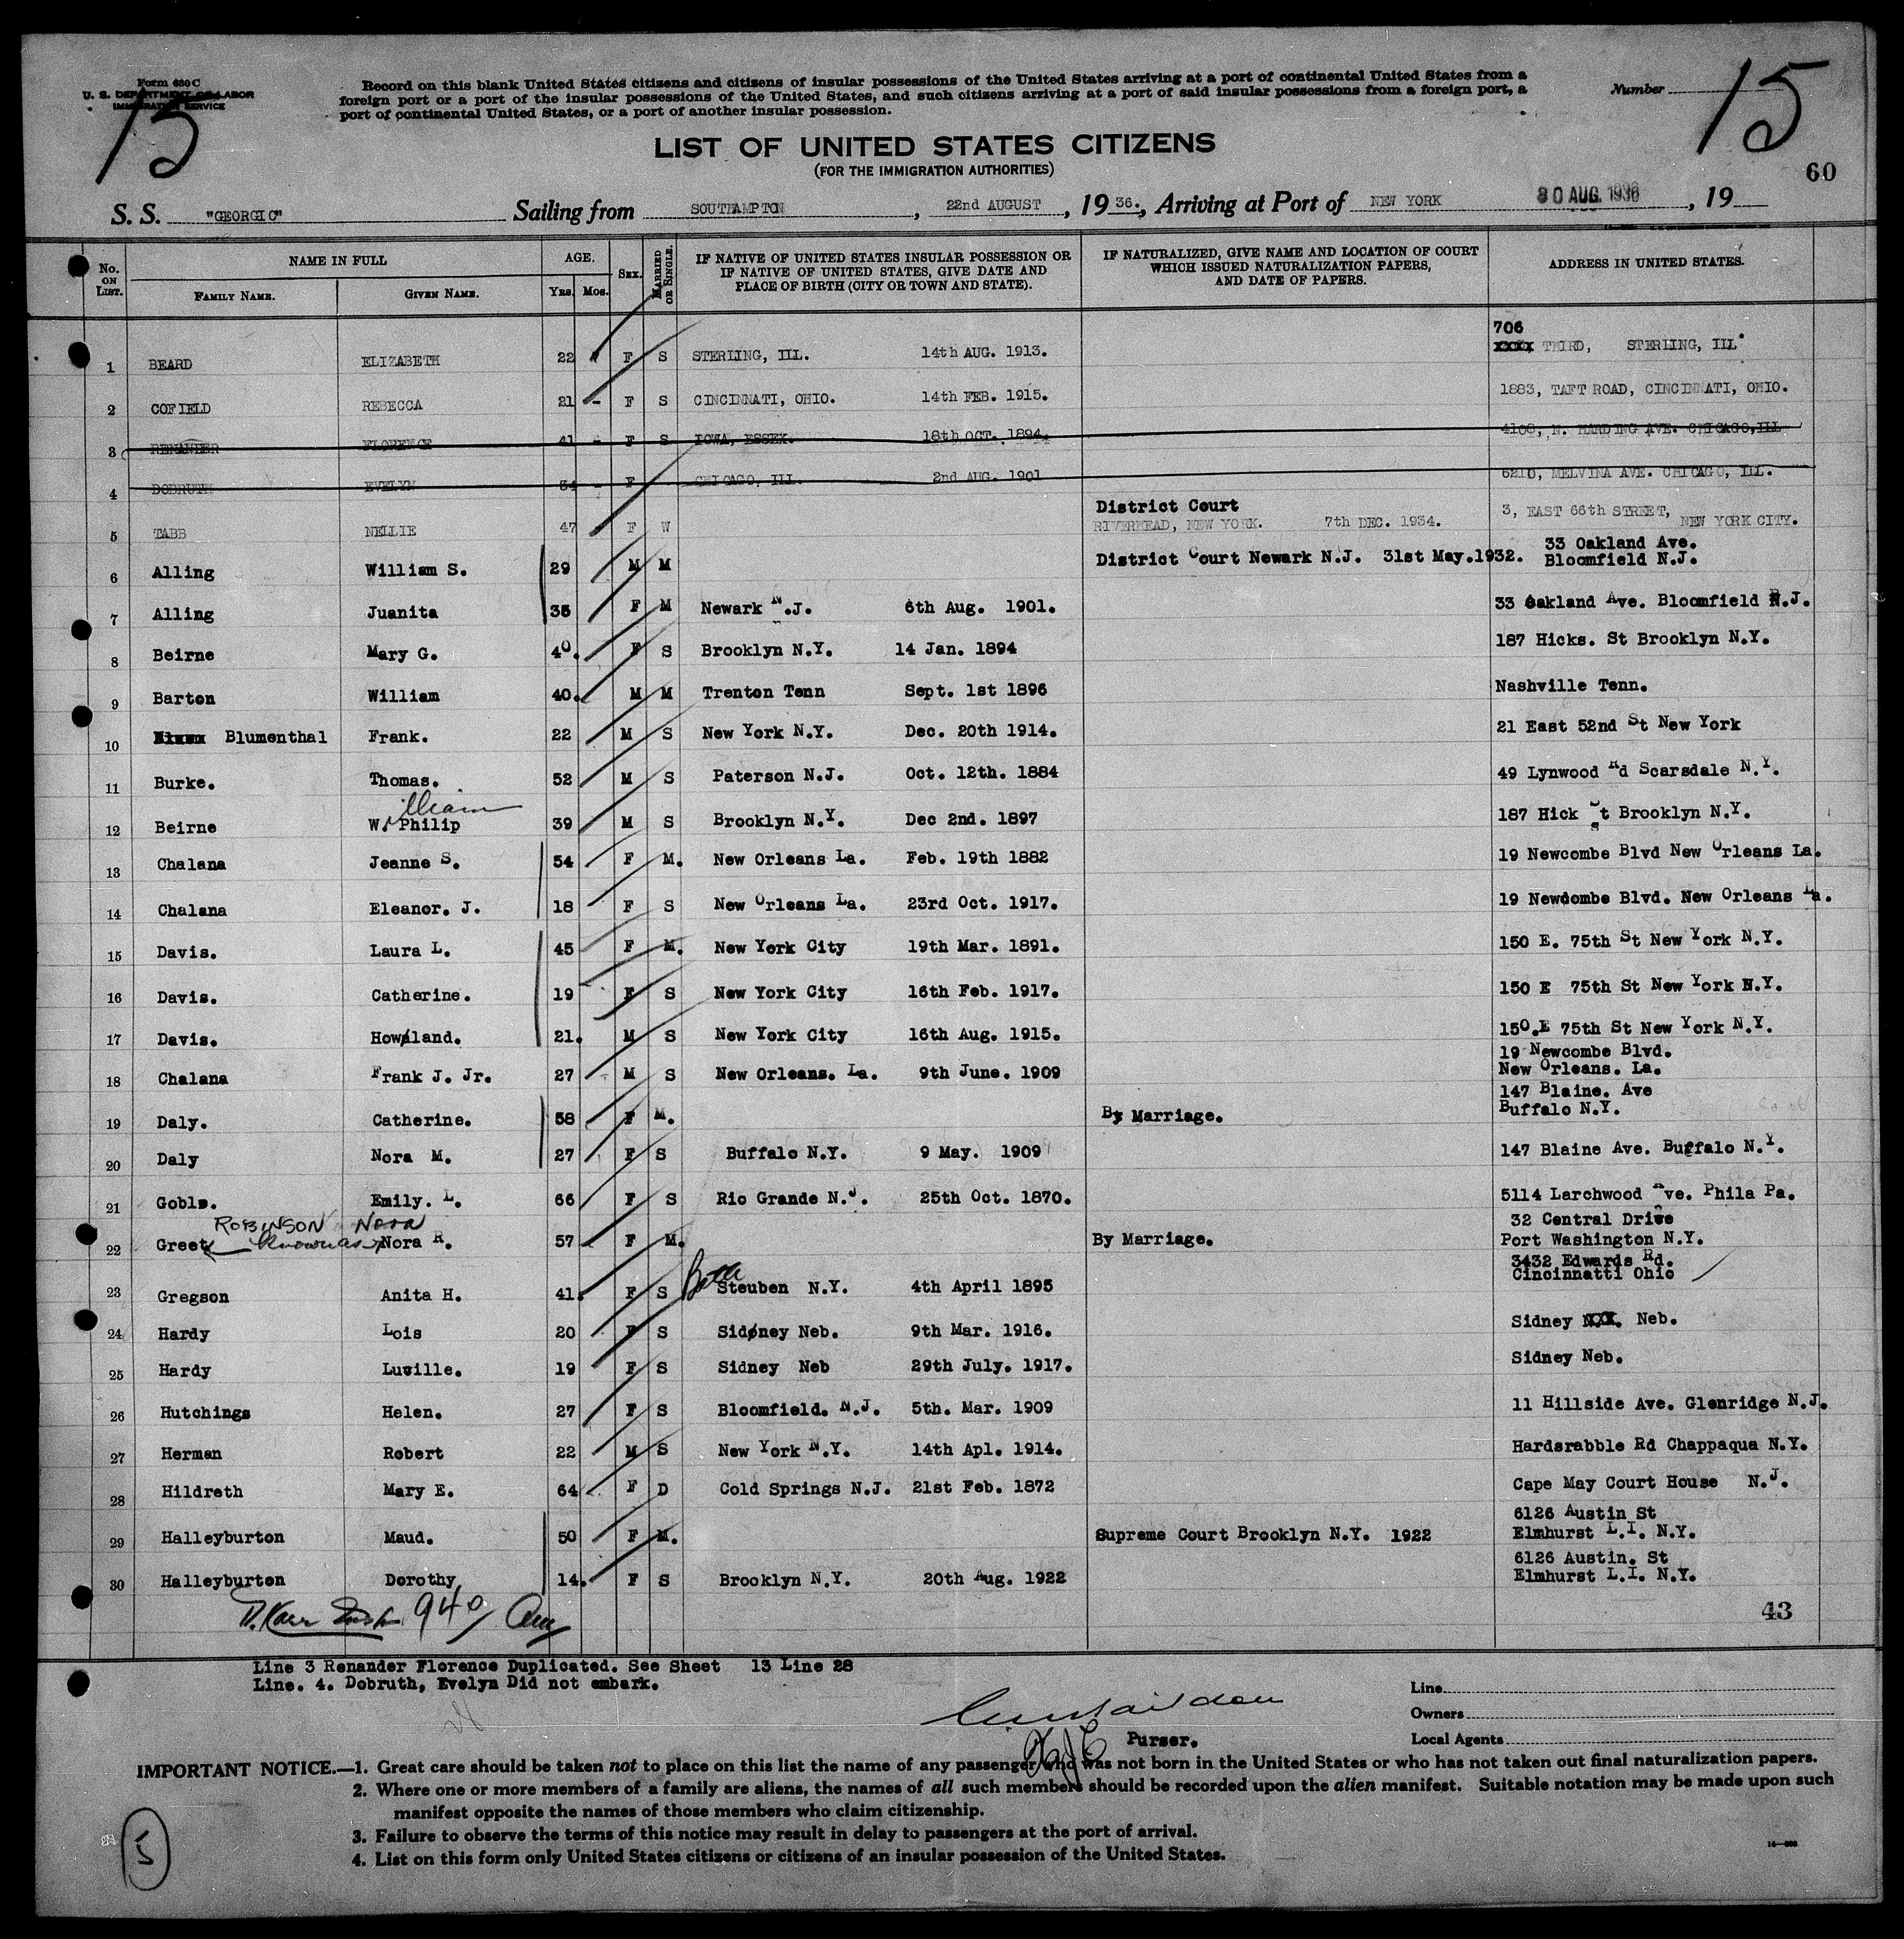 Form 630 C
U. S. DEPARTMENT OF LABOR
IMMIGRATION SERVICE
15
Record on this blank United States citizens and citizens of insular possessions of the United States arriving at a port of continental United States from a
foreign port or a port of the insular possessions of the United States, and such citizens arriving at a port of said insular possessions from a foreign port, a
port of continental United States, or a port of another insular possession.
Number 15
LIST OF UNITED STATES CITIZENS
(FOR THE IMMIGRATION AUTHORITIES)
60
S. S. "GEORGIC" Sailing from SOUTHAMPTON, 22nd AUGUST, 19 36., Arriving at Port of NEW YORK 30 AUG. 1936, 19
No. ON LIST. NAME IN FULL FAMILY NAME. GIVEN NAME. AGE. YRS. MOS. SEX. MARRIED OR SINGLE. IF NATIVE OF UNITED STATES INSULAR POSSESSION OR IF NATIVE OF UNITED STATES, GIVE DATE AND PLACE OF BIRTH (CITY OR TOWN AND STATE). IF NATURALIZED, GIVE NAME AND LOCATION OF COURT WHICH ISSUED NATURALIZATION PAPERS, AND DATE OF PAPERS. ADDRESS IN UNITED STATES.
1 BEARD ELIZABETH 22 F S STERLING, ILL. 14th AUG. 1913. 706 xxxx THIRD, STERLING, ILL.
2 COFIELD REBECCA 21 - F S CINCINNATI, OHIO. 14th FEB. 1915. 1883, TAFT ROAD, CINCINNATI, OHIO.
3 RENANDER FLORENCE 41 - F S IOWA, ESSEX. 18th OCT. 1894. 4108, N. HARDING AVE. CHICAGO, ILL
4 DOBRUTH EVELYN 34 - F CHICAGO, ILL. 2nd AUG. 1901 6210, MELVINA AVE. CHICAGO, ILL.
5 TABB NELLIE 47 - F W District Court RIVERHEAD, NEW YORK. 7th DEC. 1934. 3, EAST 66th STREET, NEW YORK CITY.
6 Alling William S. 29 M M District Court Newark N.J. 31st May.1932. 33 Oakland Ave. Bloomfield N.J.
7 Alling Juanita 35 F M Newark N.J. 6th Aug. 1901. 33 Oakland Ave. Bloomfield N.J.
8 Beirne Mary G. 40. F S Brooklyn N.Y. 14 Jan. 1894 187 Hicks. St Brooklyn N.Y.
9 Barton William 40. M M Trenton Tenn Sept. 1st 1896 Nashville Tenn.
10 Blumenthal Frank. 22 M S New York N.Y. Dec. 20th 1914. 21 East 52nd St New York
11 Burke. Thomas. 52 M S Paterson N.J. Oct. 12th. 1884 49 Lynwood Rd Scarsdale N.Y.
12 Beirne W. illiam Philip 39 M S Brooklyn N.Y. Dec 2nd. 1897 187 Hick s St Brooklyn N.Y.
13 Chalana Jeanne S. 54 F M. New Orleans La. Feb. 19th 1882 19 Newcombe Blvd New Orleans La.
14 Chalana Eleanor. J. 18 F S New Orleans La. 23rd Oct. 1917. 19 Newcombe Blvd. New Orleans La.
15 Davis. Laura L. 45 F M. New York City 19th Mar. 1891. 150 E. 75th St New York N.Y.
16 Davis. Catherine. 19 F S New York City 16th Feb. 1917. 150 E 75th St New York N.Y.
17 Davis. Howland. 21. M S New York City 16th Aug. 1915. 150.E 75th St New York N.Y.
18 Chalana Frank J. Jr. 27 M S New Orleans. La. 9th June. 1909 19 Newcombe Blvd. New Orleans. La.
19 Daly. Catherine. 58 F M. By Marriage. 147 Blaine. Ave Buffalo N.Y.
20 Daly Nora M. 27 F S Buffalo N.Y. 9 May. 1909 147 Blaine Ave. Buffalo N.Y.
21 Goble. Emily. L. 66 F S Rio Grande N.J. 25th Oct. 1870. 5114 Larchwood Ave. Phila Pa.
ROBINSON Nora
22 Greet known as Nora R. 57 F M. By Marriage. 32 Central Drive Port Washington N.Y.
23 Gregson Anita H. 41. F S Both Steuben N.Y. 4th April 1895 3432 Edwards Rd. Cincinnatti Ohio
24 Hardy Lois 20 F S Sidney Neb. 9th Mar. 1916. Sidney Neb.
25 Hardy Luville. 19 F S Sidney Neb 29th July. 1917. Sidney Neb.
26 Hutchings Helen. 27 F S Bloomfield. N.J. 5th. Mar. 1909 11 Hillside Ave. Glenridge N.J.
27 Herman Robert 22 M S New York N.Y. 14th Apl. 1914. Hardsrabble Rd Chappaqua N.Y.
28 Hildreth Mary E. 64 F D Cold Springs N.J. 21st Feb. 1872 Cape May Court House N.J.
29 Halleyburton Maud. 50 F M. Supreme Court Brooklyn N.Y. 1922 6126 Austin St Elmhurst L.I. N.Y.
30 Halleyburton Dorothy 14. F S Brooklyn N.Y. 20th Aug. 1922 6126 Austin. St Elmhurst L.I. N.Y.
940
43
Line 3 Renander Florence Duplicated. See Sheet 13 Line 28
Line. 4. Dobruth, Evelyn Did not embark.
Purser.
Line
Owners
Local Agents
IMPORTANT NOTICE.—1. Great care should be taken not to place on this list the name of any passenger who was not born in the United States or who has not taken out final naturalization papers.
2. Where one or more members of a family are aliens, the names of all such members should be recorded upon the alien manifest. Suitable notation may be made upon such
manifest opposite the names of those members who claim citizenship.
3. Failure to observe the terms of this notice may result in delay to passengers at the port of arrival.
4. List on this form only United States citizens or citizens of an insular possession of the United States.
5